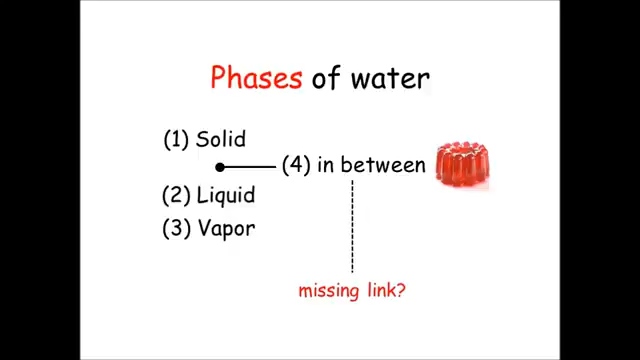 Phases of water
(1) Solid
(4) in between
(2) Liquid
(3) Vapor
missing link?